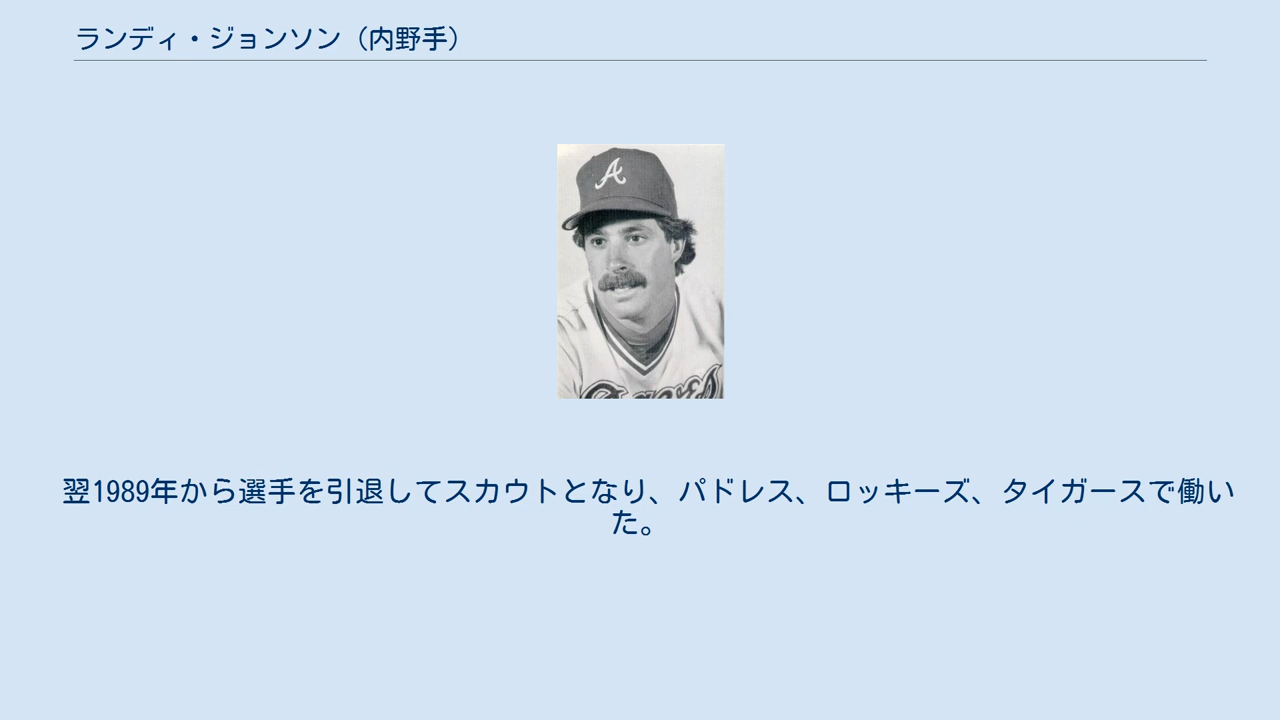 ランディ・ジョンソン（内野手）
A
Braves
翌1989年から選手を引退してスカウトとなり、パドレス、ロッキーズ、タイガースで働い
た。